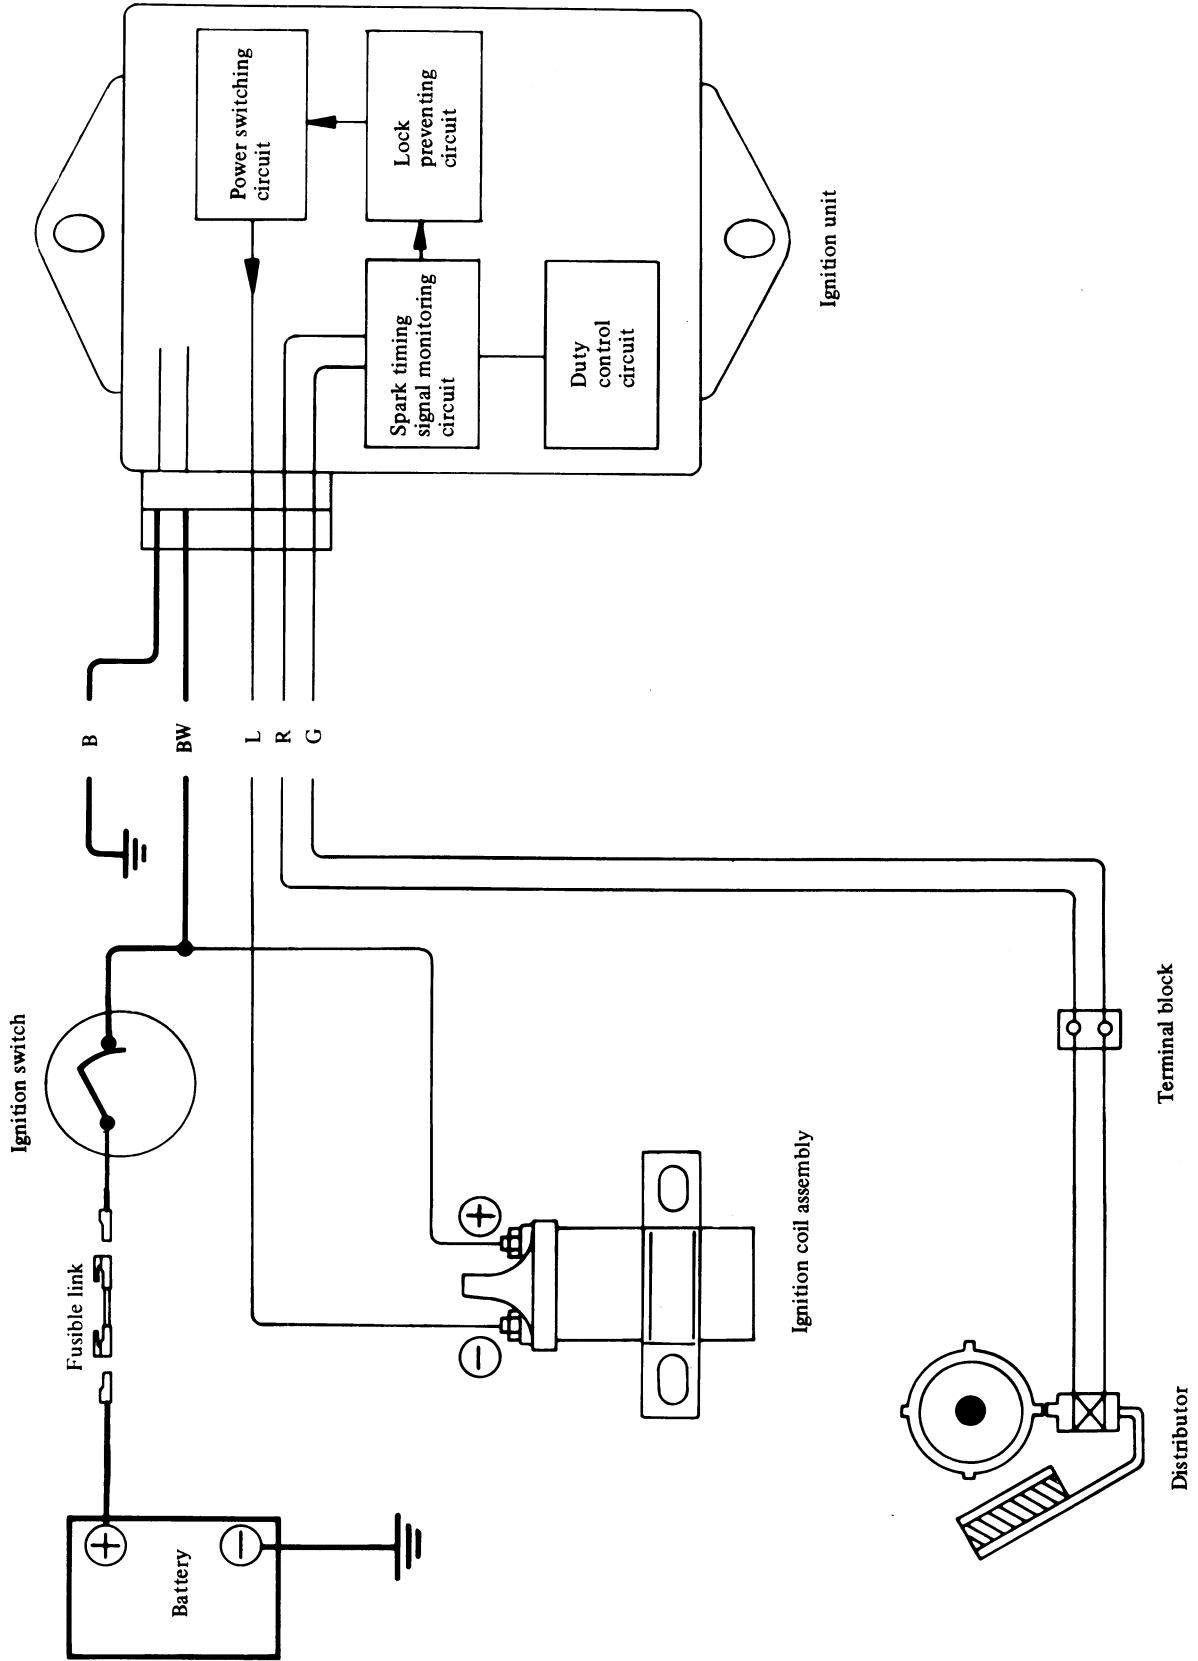 Battery
+
−
Fusible link
Ignition switch
B
BW
L
R
G
Power switching
circuit
Lock
preventing
circuit
Spark timing
signal monitoring
circuit
Duty
control
circuit
Ignition unit
+
−
Ignition coil assembly
Terminal block
Distributor